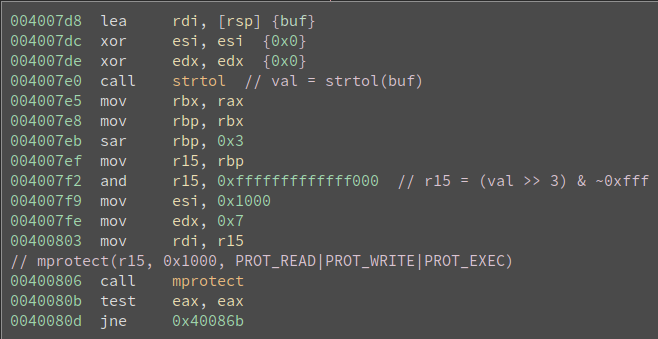 004007d8 lea rdi, [rsp] {buf}
004007dc xor esi, esi {0x0}
004007de xor edx, edx {0x0}
004007e0 call strtol // val = strtol(buf)
004007e5 mov rbx, rax
004007e8 mov rbp, rbx
004007eb sar rbp, 0x3
004007ef mov r15, rbp
004007f2 and r15, 0xfffffffffffff000 // r15 = (val >> 3) & ~0xfff
004007f9 mov esi, 0x1000
004007fe mov edx, 0x7
00400803 mov rdi, r15
// mprotect(r15, 0x1000, PROT_READ|PROT_WRITE|PROT_EXEC)
00400806 call mprotect
0040080b test eax, eax
0040080d jne 0x40086b